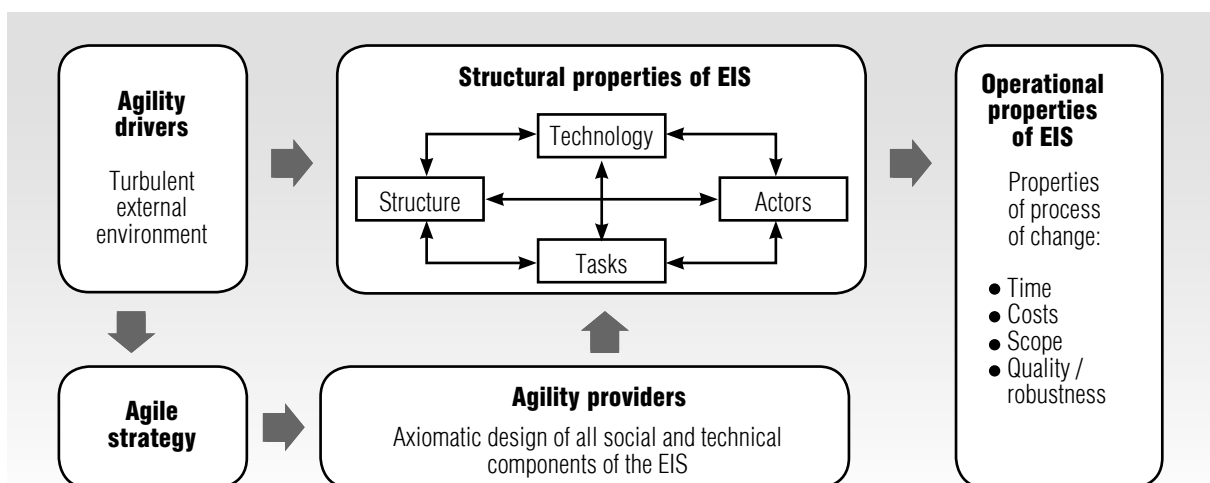 Agility
drivers
Turbulent
external
environment
Structural properties of EIS
Technology
Structure
Actors
Tasks
Operational
properties
of EIS
Properties
of process
of change:
● Time
● Costs
● Scope
● Quality /
robustness
Agile
strategy
Agility providers
Axiomatic design of all social and technical
components of the EIS